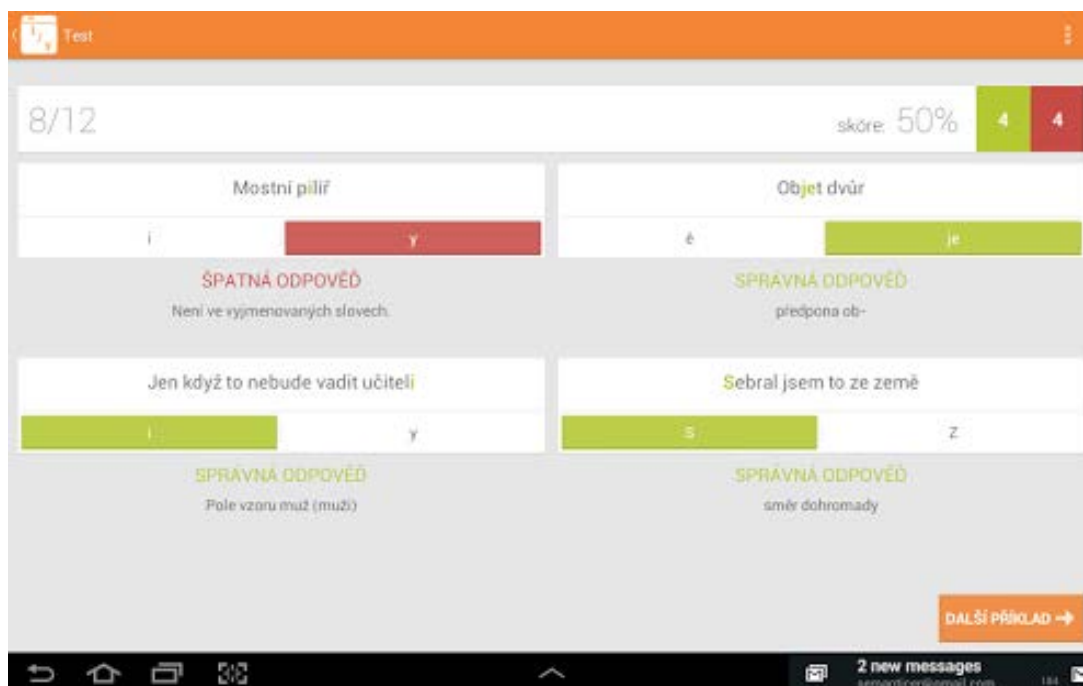 Test
8/12
skóre: 50% 4 4
Mostní pilíř
i y
ŠPATNÁ ODPOVĚĎ
Není ve vyjmenovaných slovech.
Objet dvůr
ě je
SPRÁVNÁ ODPOVĚĎ
předpona ob-
Jen když to nebude vadit učiteli
i y
SPRÁVNÁ ODPOVĚĎ
Pole vzoru muž (muži)
Sebral jsem to ze země
S Z
SPRÁVNÁ ODPOVĚĎ
směr dohromady
DALŠÍ PŘÍKLAD →
2 new messages
184